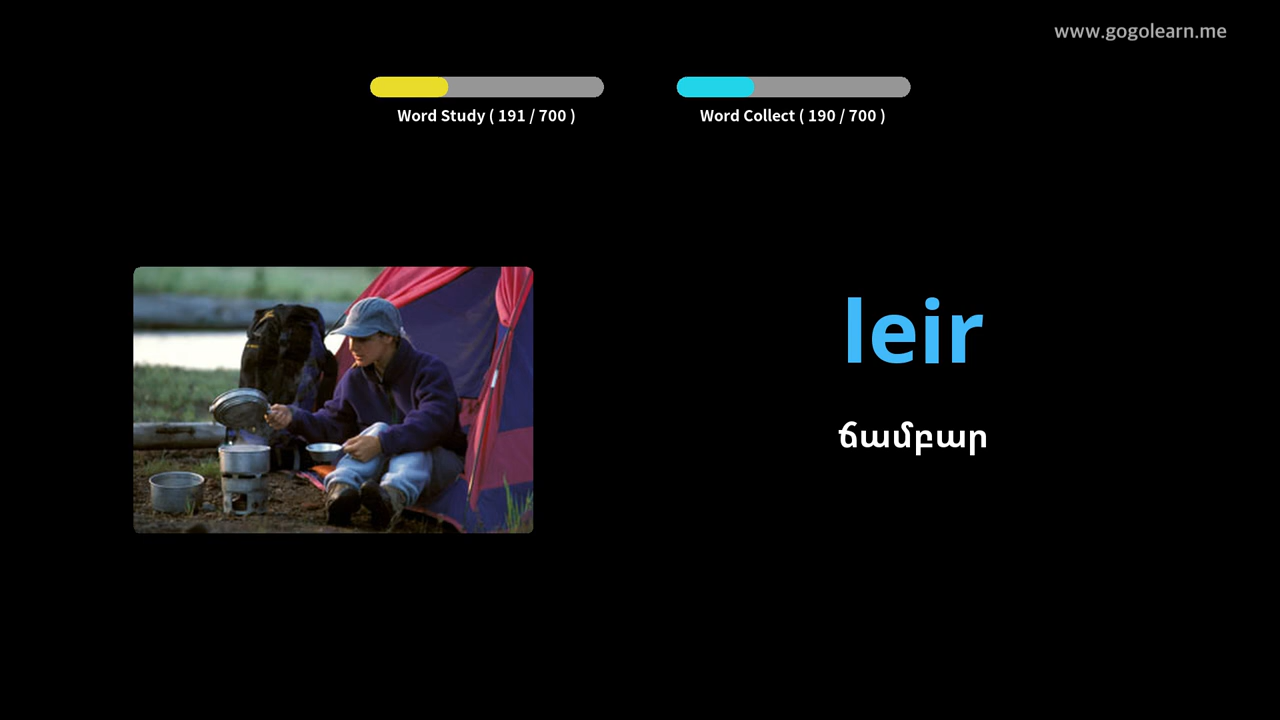 www.gogolearn.me
Word Study ( 191 / 700 )
Word Collect ( 190 / 700 )
leir
ճամբար